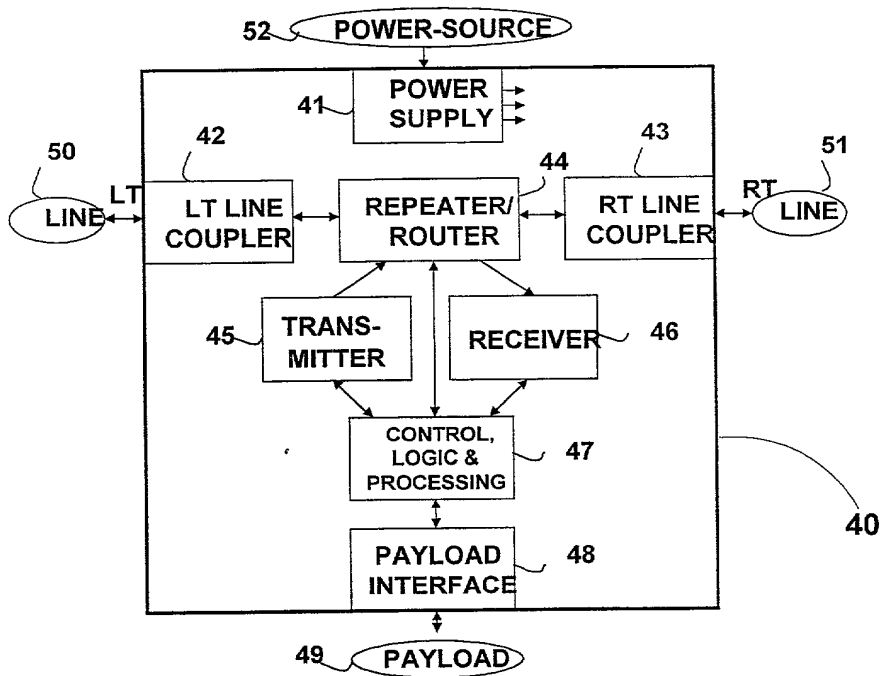 52 POWER-SOURCE
41 POWER
SUPPLY
50
42
44
43
51
LINE LT
LT LINE
COUPLER
REPEATER/
ROUTER
RT LINE
COUPLER
RT LINE
45 TRANS-
MITTER
RECEIVER 46
CONTROL,
LOGIC &
PROCESSING
47
40
PAYLOAD
INTERFACE
48
49 PAYLOAD